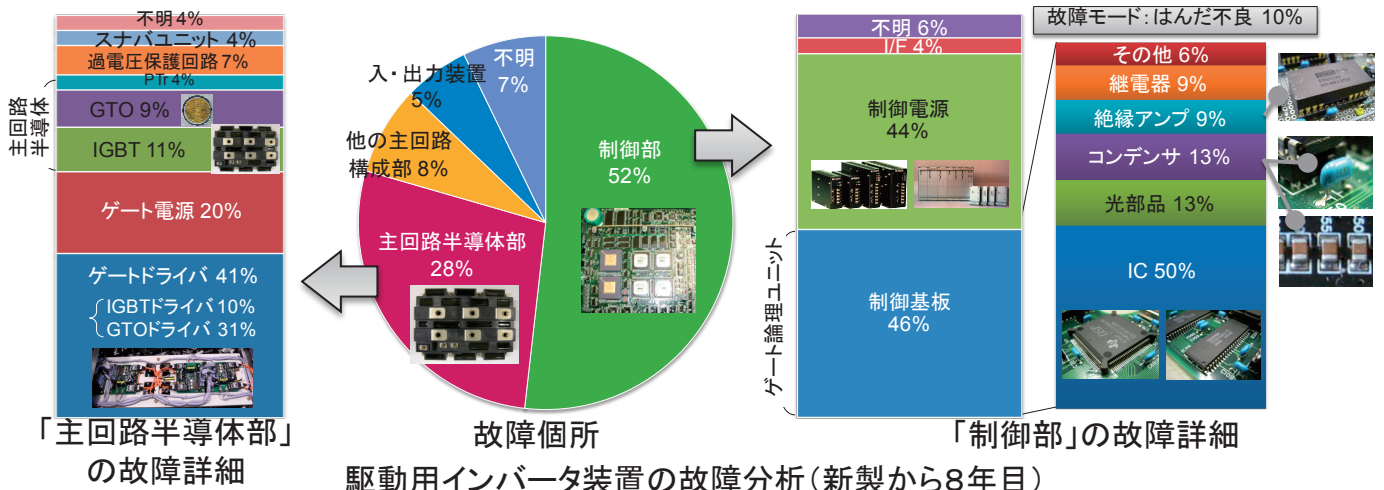 不明 4%
スナバユニット 4%
過電圧保護回路 7%
PTr 4%
GTO 9%
IGBT 11%
主回路
半導体
ゲート電源 20%
ゲートドライバ 41%
IGBTドライバ 10%
GTOドライバ 31%
「主回路半導体部」
の故障詳細
不明
7%
入・出力装置
5%
他の主回路
構成部 8%
制御部
52%
主回路半導体部
28%
故障個所
不明 6%
I/F 4%
制御電源
44%
制御基板
46%
ゲート論理ユニット
故障モード:はんだ不良 10%
その他 6%
継電器 9%
絶縁アンプ 9%
コンデンサ 13%
光部品 13%
IC 50%
「制御部」の故障詳細
駆動用インバータ装置の故障分析(新製から8年目)